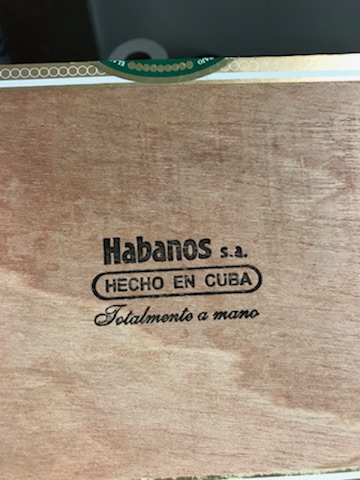 Habanos s.a.
HECHO EN CUBA
Totalmente a mano